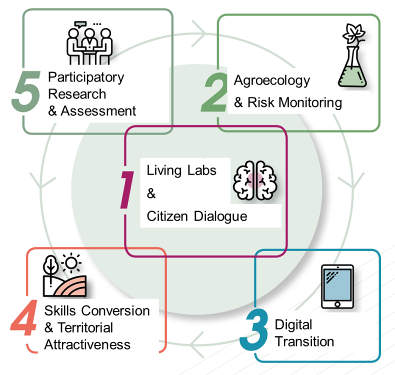 5
Participatory
Research
& Assessment
2
Agroecology
& Risk Monitoring
1
Living Labs
&
Citizen Dialogue
4
Skills Conversion
& Territorial
Attractiveness
3
Digital
Transition